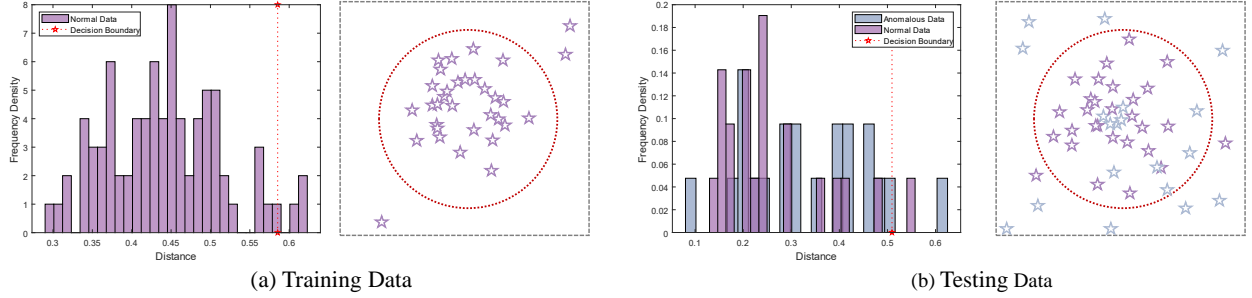 8
7
6
5
4
3
2
1
0
Frequency Density
Normal Data
Decision Boundary
0.3 0.35 0.4 0.45 0.5 0.55 0.6
Distance
(a) Training Data
0.2
0.18
0.16
0.14
0.12
0.1
0.08
0.06
0.04
0.02
0
Frequency Density
Anomalous Data
Normal Data
Decision Boundary
0.1 0.2 0.3 0.4 0.5 0.6
Distance
(b) Testing Data